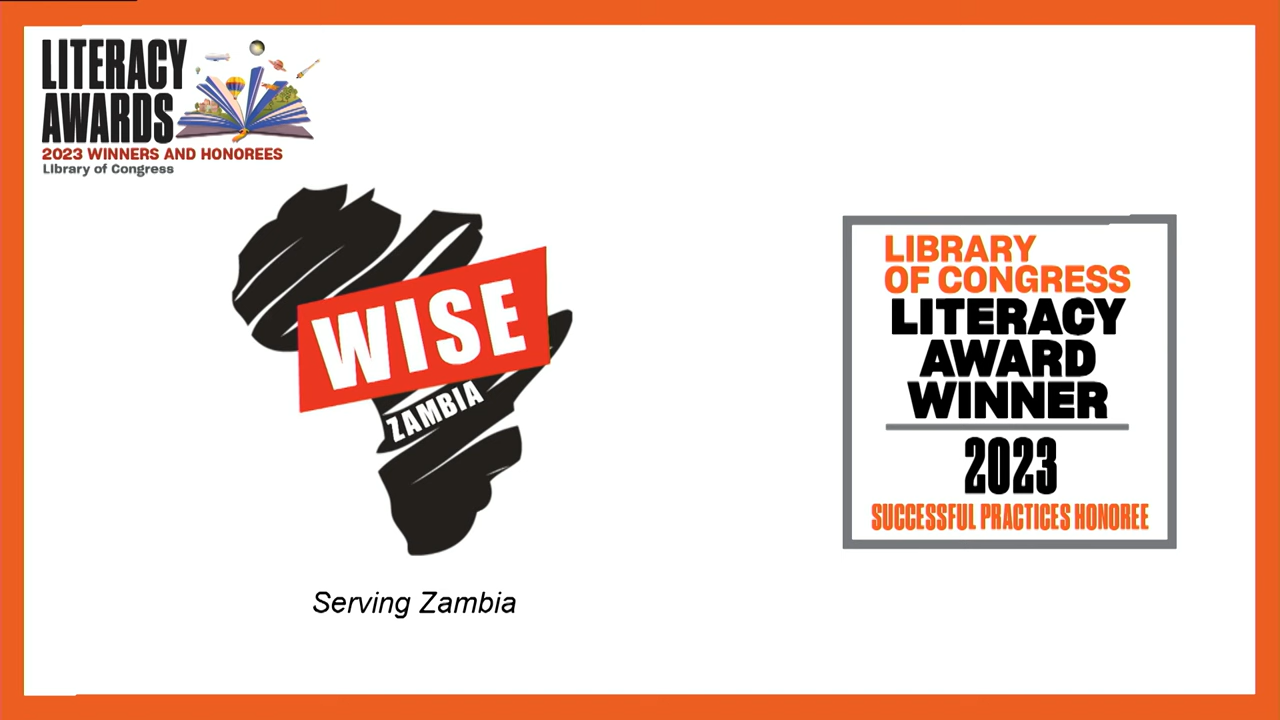 LITERACY
AWARDS
2023 WINNERS AND HONOREES
Library of Congress
WISE
ZAMBIA
Serving Zambia
LIBRARY
OF CONGRESS
LITERACY
AWARD
WINNER
2023
SUCCESSFUL PRACTICES HONOREE